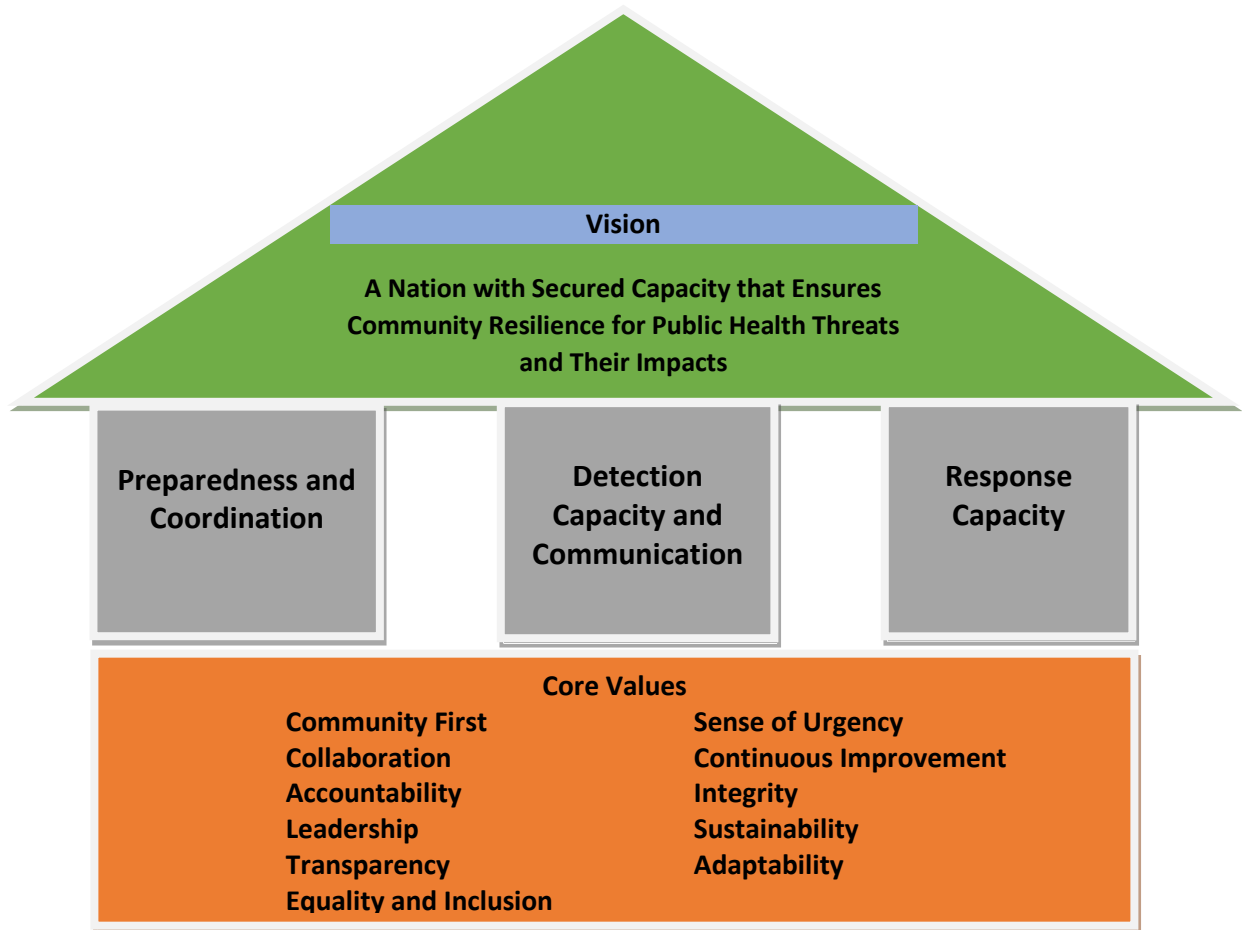 Vision
A Nation with Secured Capacity that Ensures
Community Resilience for Public Health Threats
and Their Impacts
Preparedness and
Coordination
Detection
Capacity and
Communication
Response
Capacity
Core Values
Community First
Collaboration
Accountability
Leadership
Transparency
Equality and Inclusion
Sense of Urgency
Continuous Improvement
Integrity
Sustainability
Adaptability